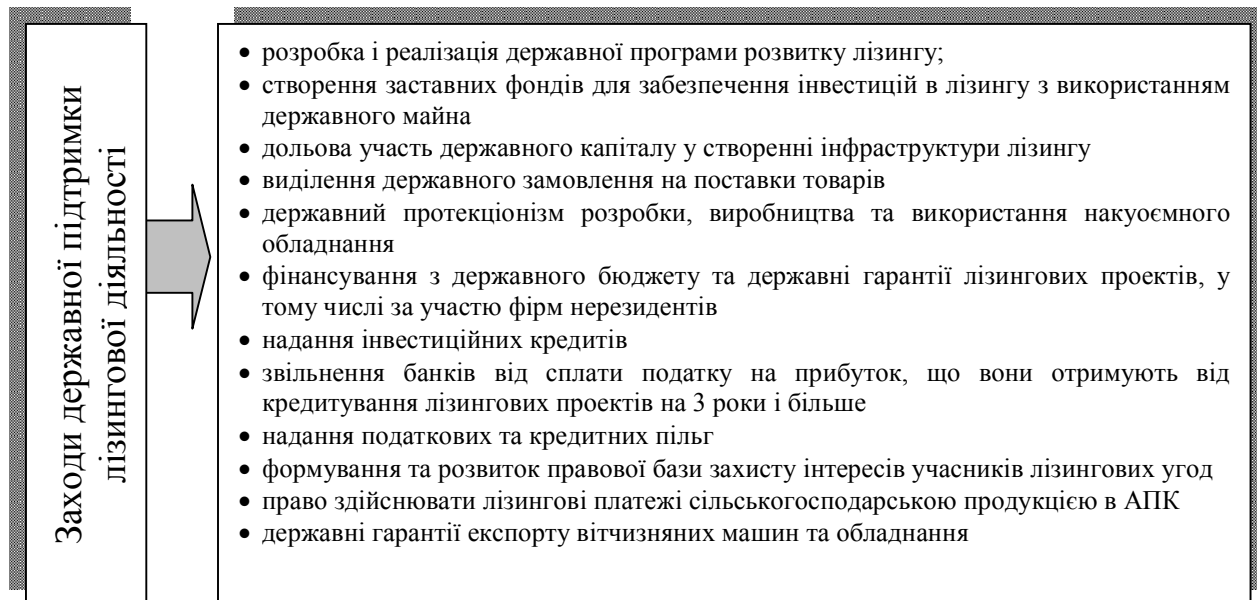 Заходи державної підтримки
лізингової діяльності
• розробка і реалізація державної програми розвитку лізингу;
• створення заставних фондів для забезпечення інвестицій в лізингу з використанням
державного майна
• дольова участь державного капіталу у створенні інфраструктури лізингу
• виділення державного замовлення на поставки товарів
• державний протекціонізм розробки, виробництва та використання накуоємного
обладнання
• фінансування з державного бюджету та державні гарантії лізингових проектів, у
тому числі за участю фірм нерезидентів
• надання інвестиційних кредитів
• звільнення банків від сплати податку на прибуток, що вони отримують від
кредитування лізингових проектів на 3 роки і більше
• надання податкових та кредитних пільг
• формування та розвиток правової бази захисту інтересів учасників лізингових угод
• право здійснювати лізингові платежі сільськогосподарською продукцією в АПК
• державні гарантії експорту вітчизняних машин та обладнання